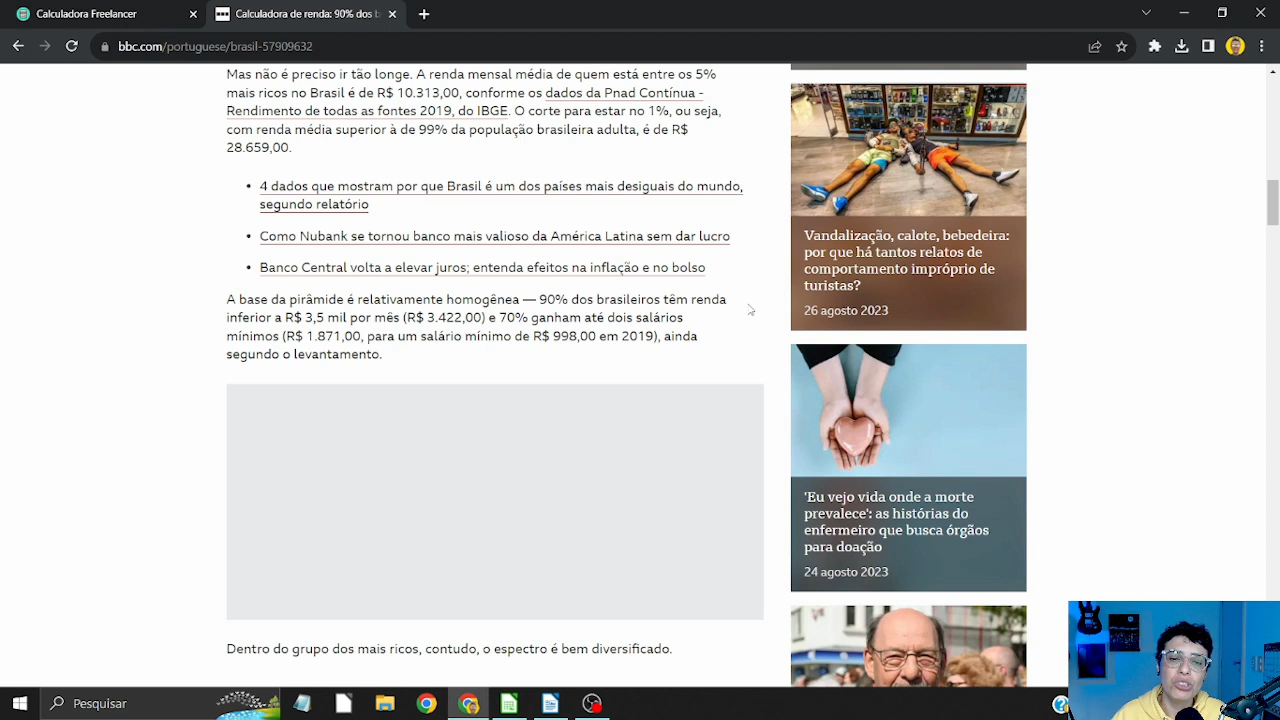 Calculadora Freelancer
Calculadora de renda: 90% dos b
bbc.com/portuguese/brasil-57909632
Mas não é preciso ir tão longe. A renda mensal média de quem está entre os 5%
mais ricos no Brasil é de R$ 10.313,00, conforme os dados da Pnad Contínua -
Rendimento de todas as fontes 2019, do IBGE. O corte para estar no 1%, ou seja,
com renda média superior à de 99% da população brasileira adulta, é de R$
28.659,00.
• 4 dados que mostram por que Brasil é um dos países mais desiguais do mundo,
segundo relatório
• Como Nubank se tornou banco mais valioso da América Latina sem dar lucro
• Banco Central volta a elevar juros; entenda efeitos na inflação e no bolso
A base da pirâmide é relativamente homogênea — 90% dos brasileiros têm renda
inferior a R$ 3,5 mil por mês (R$ 3.422,00) e 70% ganham até dois salários
mínimos (R$ 1.871,00, para um salário mínimo de R$ 998,00 em 2019), ainda
segundo o levantamento.
Dentro do grupo dos mais ricos, contudo, o espectro é bem diversificado.
Vandalização, calote, bebedeira:
por que há tantos relatos de
comportamento impróprio de
turistas?
26 agosto 2023
'Eu vejo vida onde a morte
prevalece': as histórias do
enfermeiro que busca órgãos
para doação
24 agosto 2023
Pesquisar